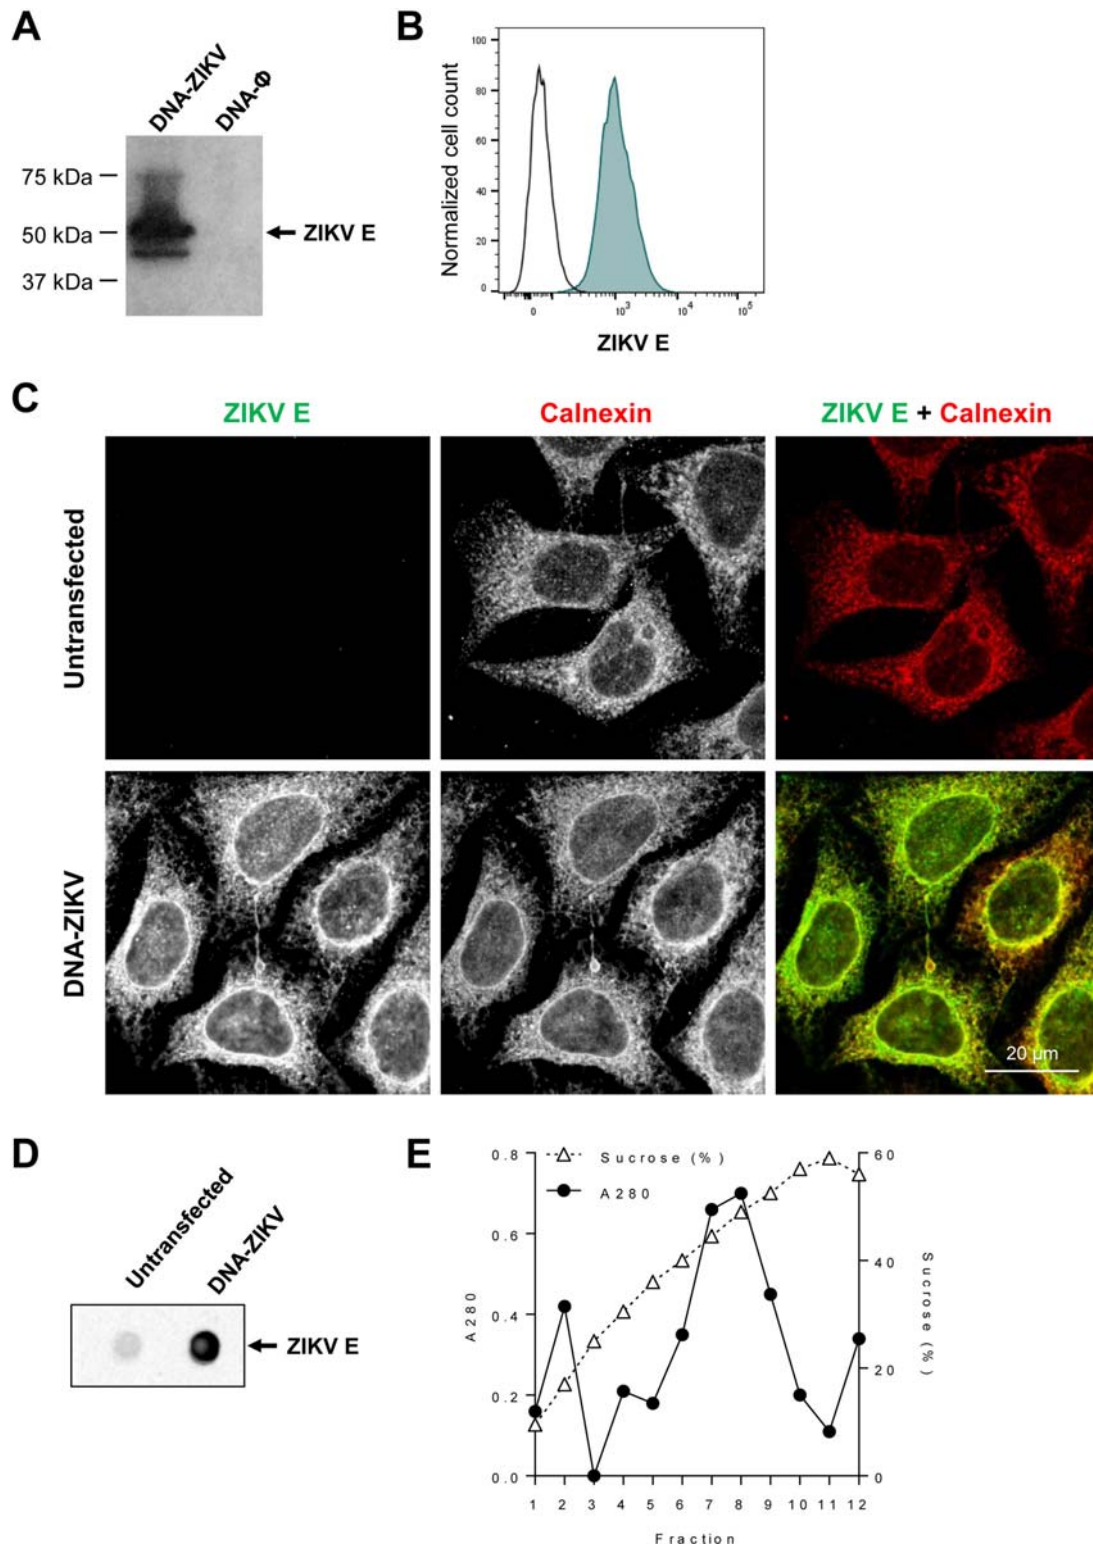 A
DNA-ZIKV
DNA-Φ
75 kDa
50 kDa
37 kDa
ZIKV E
B
Normalized cell count
100
80
60
40
20
0
0
10³
10⁴
10⁵
ZIKV E
C
ZIKV E
Calnexin
ZIKV E + Calnexin
Untransfected
DNA-ZIKV
20 µm
D
Untransfected
DNA-ZIKV
ZIKV E
E
Sucrose (%)
A280
0.8
0.6
0.4
0.2
0.0
A280
60
40
20
0
Sucrose (%)
1 2 3 4 5 6 7 8 9 10 11 12
Fraction